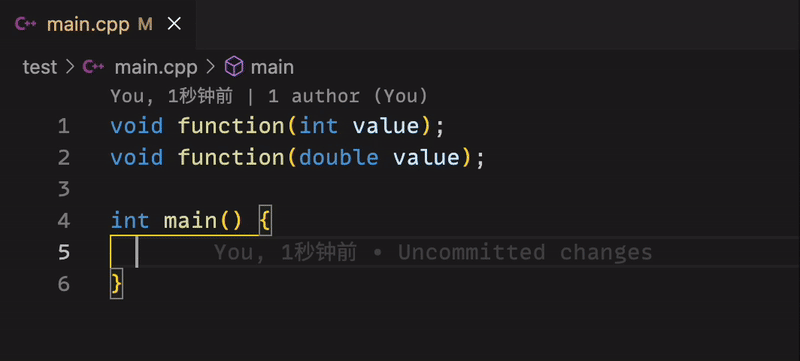 C++ main.cpp M ×
test > C++ main.cpp > main
You, 1秒钟前 | 1 author (You)
1 void function(int value);
2 void function(double value);
3
4 int main() {
5 You, 1秒钟前 • Uncommitted changes
6 }